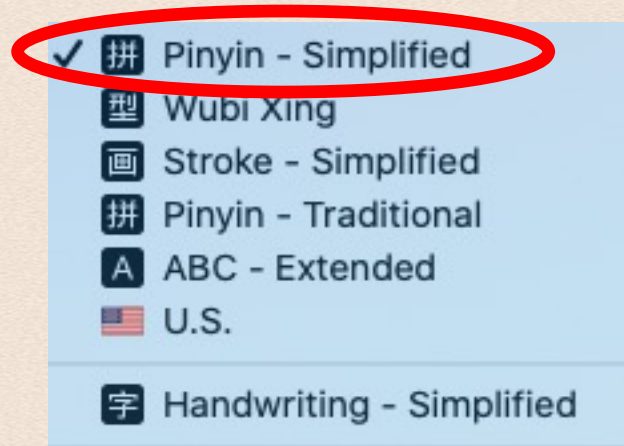 ✓ 拼 Pinyin - Simplified
型 Wubi Xing
画 Stroke - Simplified
拼 Pinyin - Traditional
A ABC - Extended
U.S.
字 Handwriting - Simplified